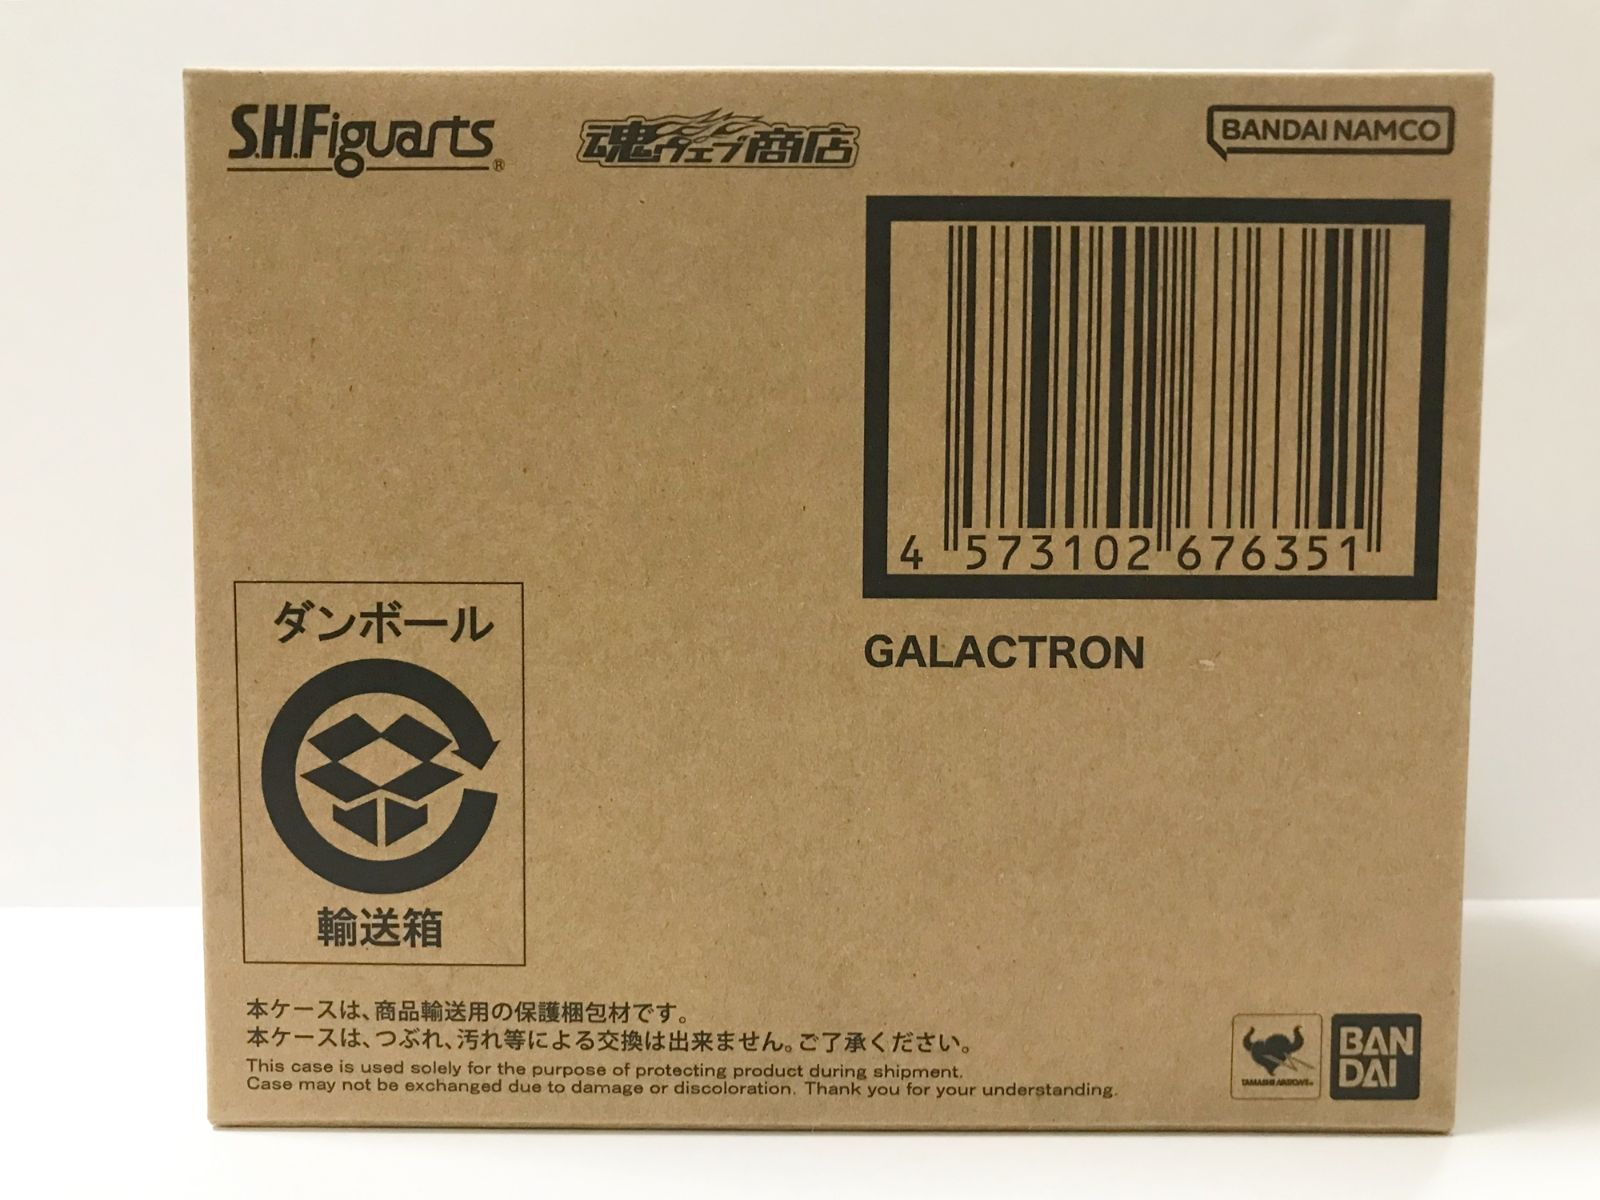 S.H.Figuarts®
魂ウェブ商店
BANDAI NAMCO
4 573102 676351
GALACTRON
ダンボール
輸送箱
本ケースは、商品輸送用の保護梱包材です。
本ケースは、つぶれ、汚れ等による交換は出来ません。ご了承ください。
This case is used solely for the purpose of protecting product during shipment.
Case may not be exchanged due to damage or discoloration. Thank you for your understanding.
TAMASHII NATIONS
BAN
DAI